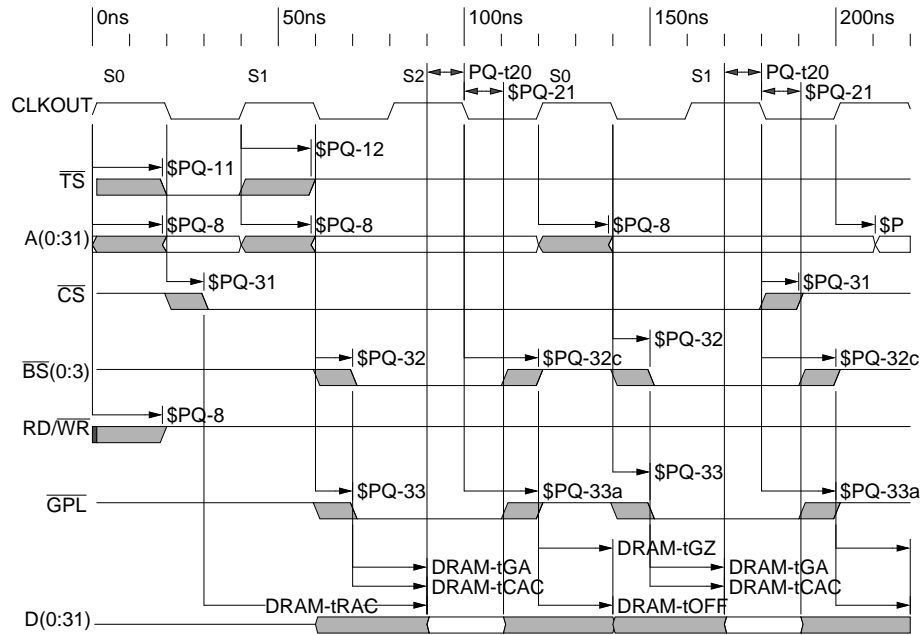 0ns 50ns 100ns 150ns 200ns
S0 S1 S2 PQ-t20 S0 S1 PQ-t20
$PQ-21 $PQ-21
CLKOUT
$PQ-12
$PQ-11
TS
$PQ-8 $PQ-8 $PQ-8 $P
A(0:31)
$PQ-31 $PQ-31
CS
$PQ-32
$PQ-32 $PQ-32c $PQ-32c
BS(0:3)
$PQ-8
RD/WR
$PQ-33
$PQ-33 $PQ-33a $PQ-33a
GPL
DRAM-tGZ
DRAM-tGA DRAM-tGA
DRAM-tCAC DRAM-tCAC
DRAM-tRAC DRAM-tOFF
D(0:31)